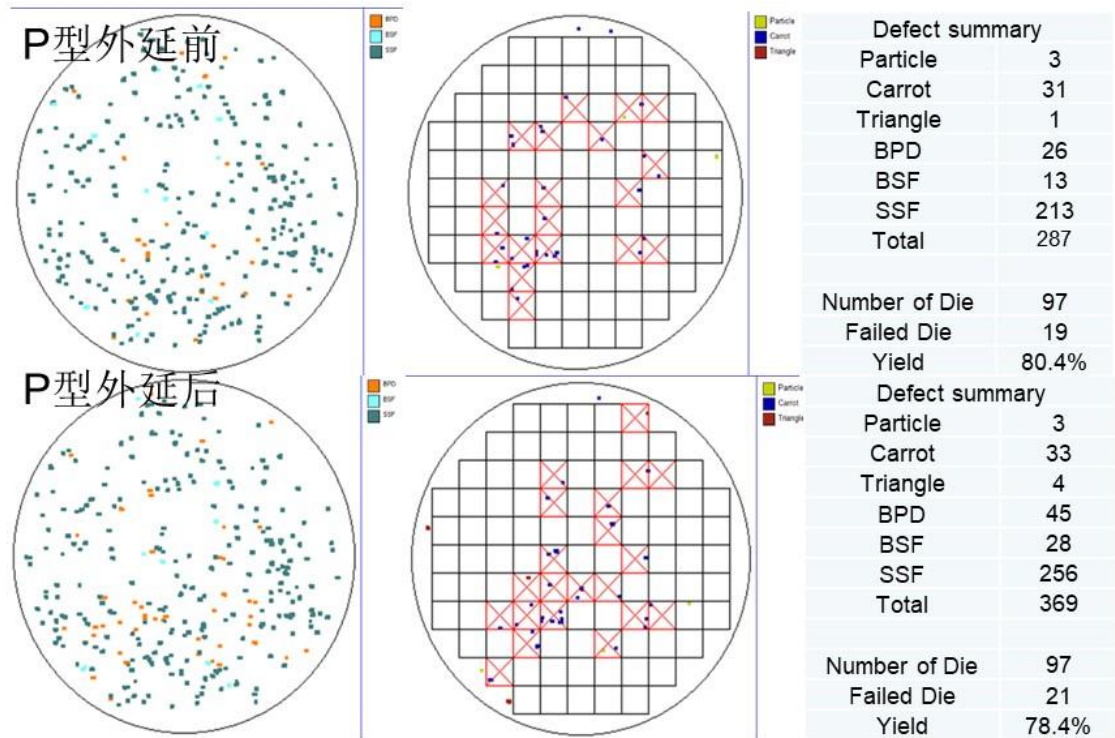 P型外延前
BPD
BSF
SSF
Particle
Carrot
Triangle
Defect summary
Particle 3
Carrot 31
Triangle 1
BPD 26
BSF 13
SSF 213
Total 287
Number of Die 97
Failed Die 19
Yield 80.4%
P型外延后
BPD
BSF
SSF
Particle
Carrot
Triangle
Defect summary
Particle 3
Carrot 33
Triangle 4
BPD 45
BSF 28
SSF 256
Total 369
Number of Die 97
Failed Die 21
Yield 78.4%